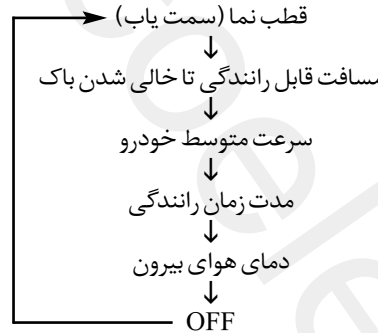 قطب نما (سمت یاب)
مسافت قابل رانندگی تا خالی شدن باک
سرعت متوسط خودرو
مدت زمان رانندگی
دمای هوای بیرون
OFF